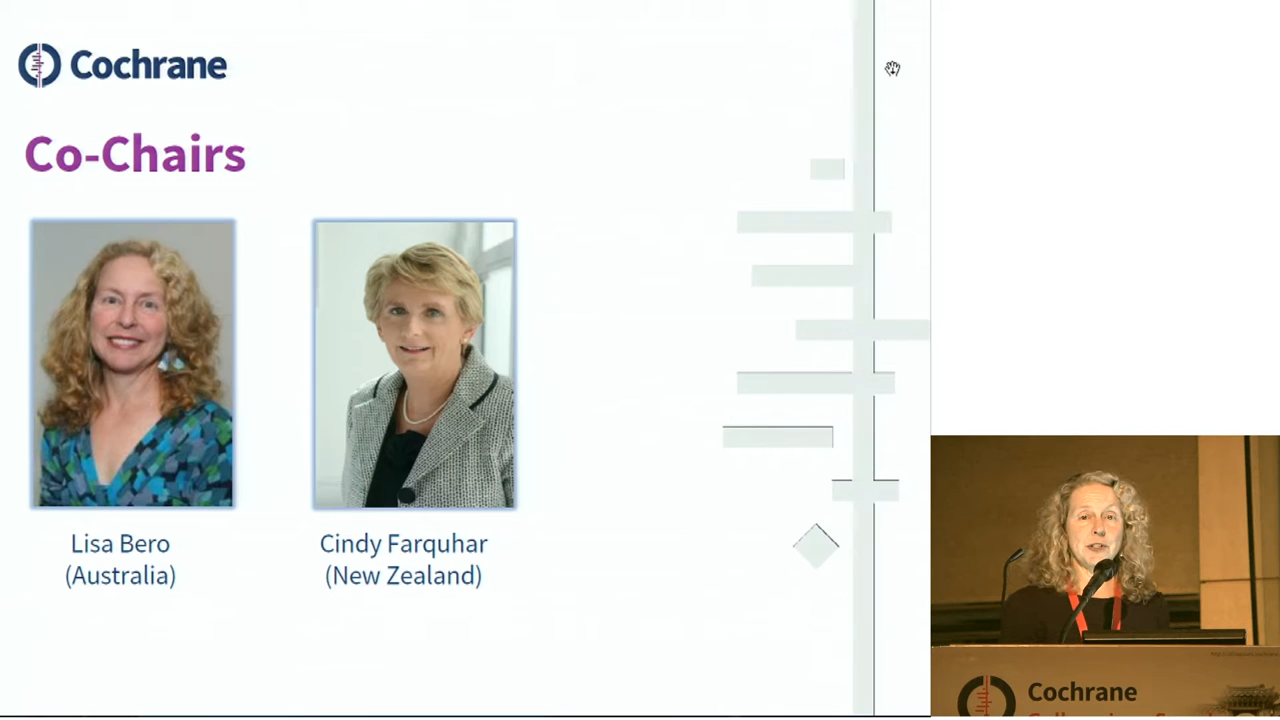 Cochrane
Co-Chairs
Lisa Bero
(Australia)
Cindy Farquhar
(New Zealand)
Cochrane